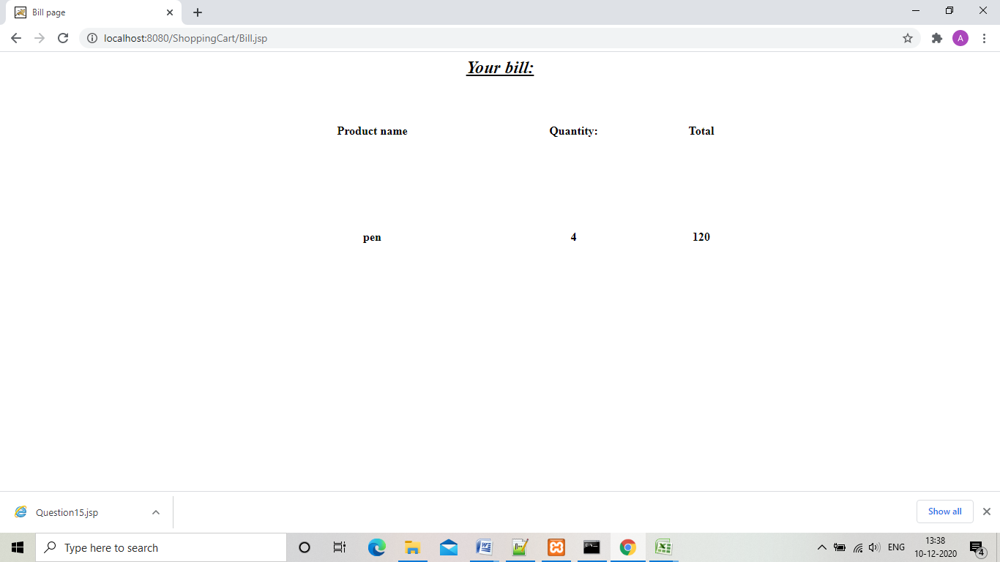 Bill page
localhost:8080/ShoppingCart/Bill.jsp
A
Your bill:
Product name Quantity: Total
pen 4 120
Question15.jsp
Show all
Type here to search
ENG
13:38
10-12-2020
4